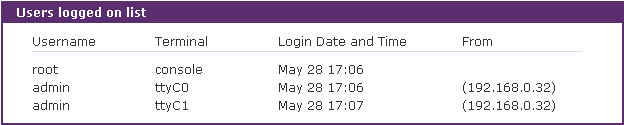 Users logged on list
Username Terminal Login Date and Time From
root console May 28 17:06
admin ttyC0 May 28 17:06 (192.168.0.32)
admin ttyC1 May 28 17:07 (192.168.0.32)